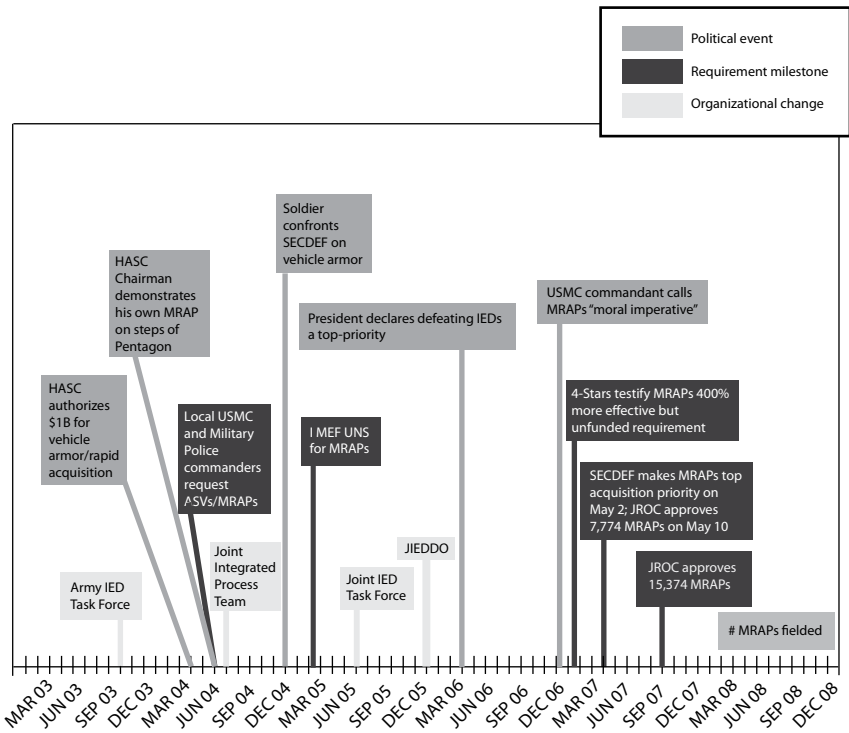 Political event
Requirement milestone
Organizational change
Soldier
confronts
SECDEF on
vehicle armor
HASC
Chairman
demonstrates
his own MRAP
on steps of
Pentagon
President declares defeating IEDs
a top-priority
USMC commandant calls
MRAPs “moral imperative”
HASC
authorizes
$1B for
vehicle
armor/rapid
acquisition
Local USMC
and Military
Police
commanders
request
ASVs/MRAPs
I MEF UNS
for MRAPs
4-Stars testify MRAPs 400%
more effective but
unfunded requirement
SECDEF makes MRAPs top
acquisition priority on
May 2; JROC approves
7,774 MRAPs on May 10
Army IED
Task Force
Joint
Integrated
Process
Team
Joint IED
Task Force
JIEDDO
JROC approves
15,374 MRAPs
# MRAPs fielded
MAR 03
JUN 03
SEP 03
DEC 03
MAR 04
JUN 04
SEP 04
DEC 04
MAR 05
JUN 05
SEP 05
DEC 05
MAR 06
JUN 06
SEP 06
DEC 06
MAR 07
JUN 07
SEP 07
DEC 07
MAR 08
JUN 08
SEP 08
DEC 08